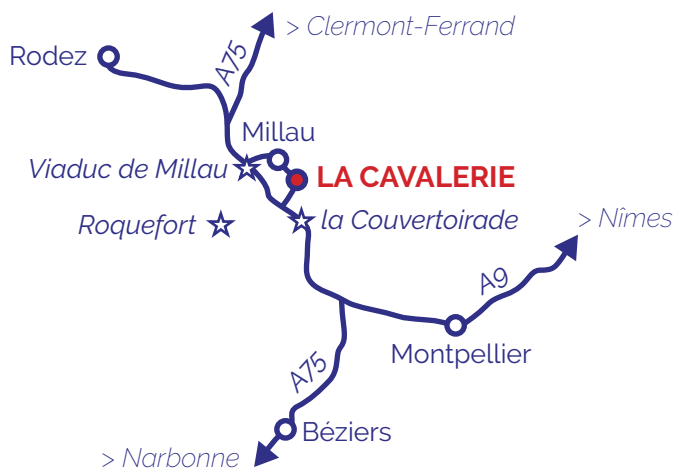 > Clermont-Ferrand
Rodez
A75
Millau
Viaduc de Millau
LA CAVALERIE
Roquefort
la Couvertoirade
> Nîmes
A9
Montpellier
A75
Béziers
> Narbonne